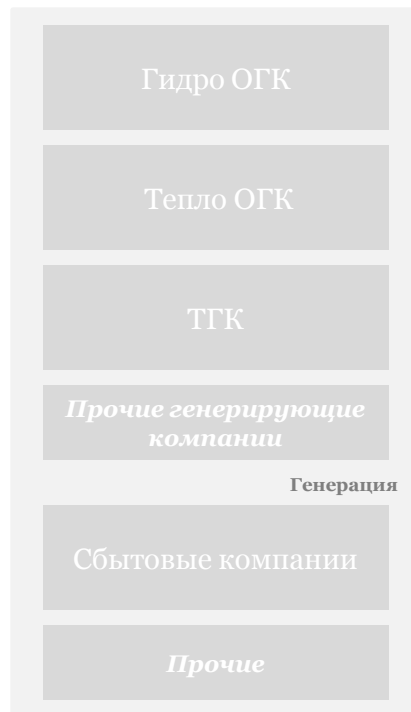 Гидро ОГК
Тепло ОГК
ТГК
Прочие генерирующие
компании
Генерация
Сбытовые компании
Прочие